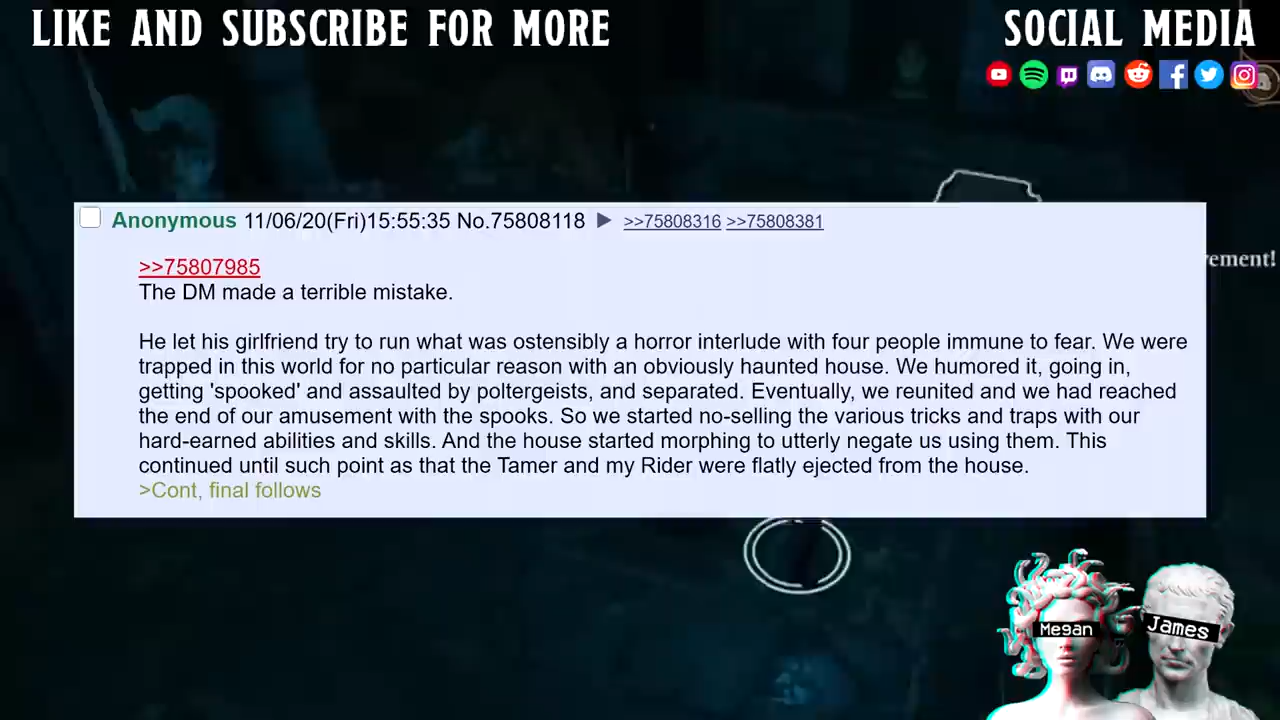 LIKE AND SUBSCRIBE FOR MORE
SOCIAL MEDIA
Anonymous 11/06/20(Fri)15:55:35 No.75808118 ▶ >>75808316 >>75808381
>>75807985
The DM made a terrible mistake.
He let his girlfriend try to run what was ostensibly a horror interlude with four people immune to fear. We were
trapped in this world for no particular reason with an obviously haunted house. We humored it, going in,
getting 'spooked' and assaulted by poltergeists, and separated. Eventually, we reunited and we had reached
the end of our amusement with the spooks. So we started no-selling the various tricks and traps with our
hard-earned abilities and skills. And the house started morphing to utterly negate us using them. This
continued until such point as that the Tamer and my Rider were flatly ejected from the house.
>Cont, final follows
ement!
Megan
James